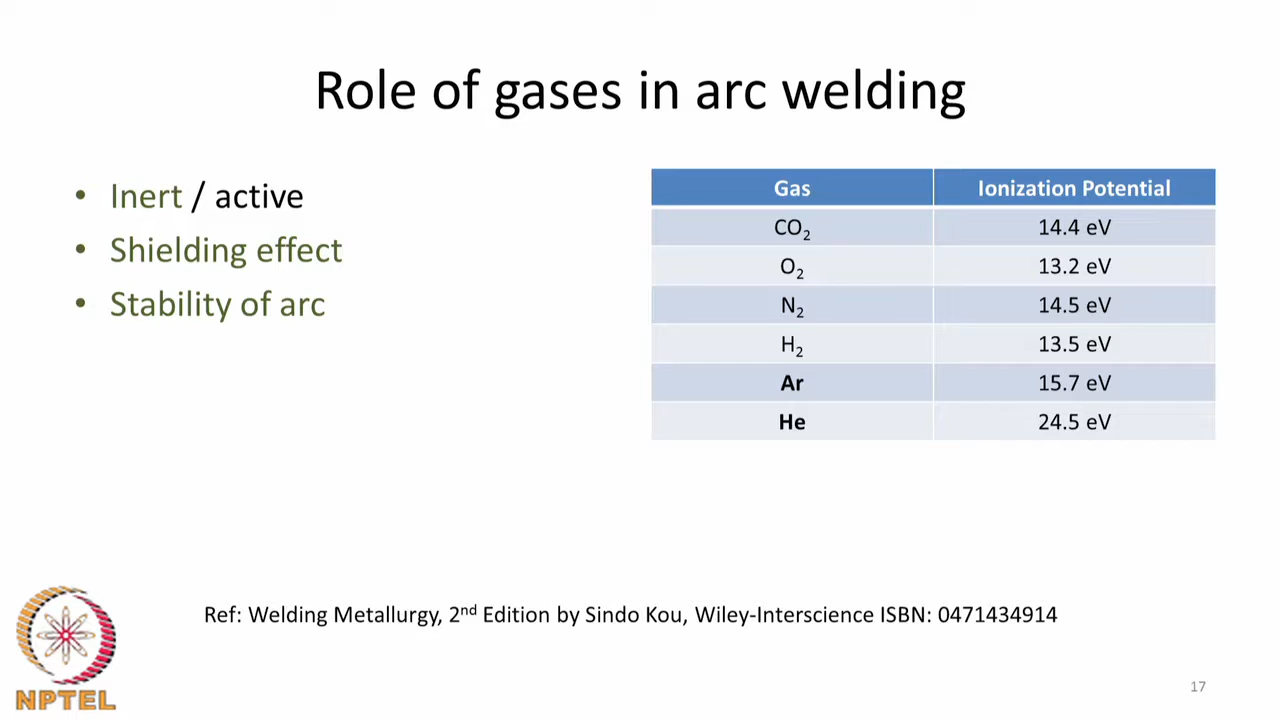 Role of gases in arc welding
• Inert / active
• Shielding effect
• Stability of arc
Gas Ionization Potential
CO₂ 14.4 eV
O₂ 13.2 eV
N₂ 14.5 eV
H₂ 13.5 eV
Ar 15.7 eV
He 24.5 eV
Ref: Welding Metallurgy, 2nd Edition by Sindo Kou, Wiley-Interscience ISBN: 0471434914
NPTEL
17